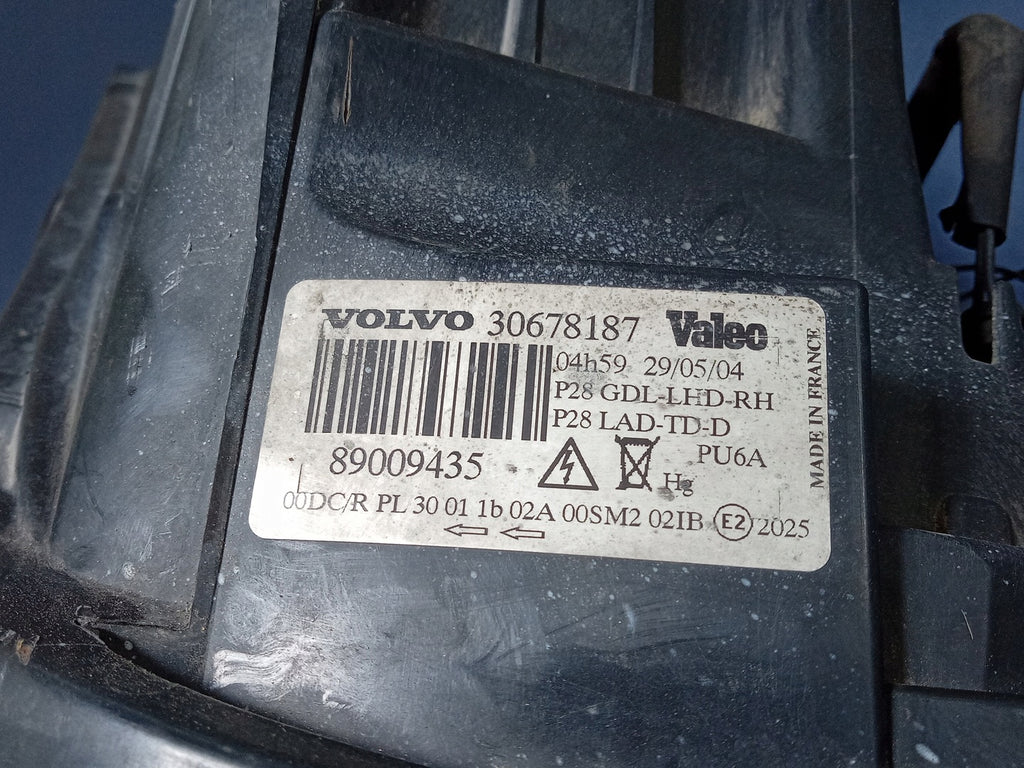 VOLVO 30678187 Valeo
04h59 29/05/04
P28 GDL-LHD-RH
P28 LAD-TD-D
PU6A
89009435
Hg
00DC/R PL 30 01 1b 02A 00SM2 02IB E2 2025
MADE IN FRANCE